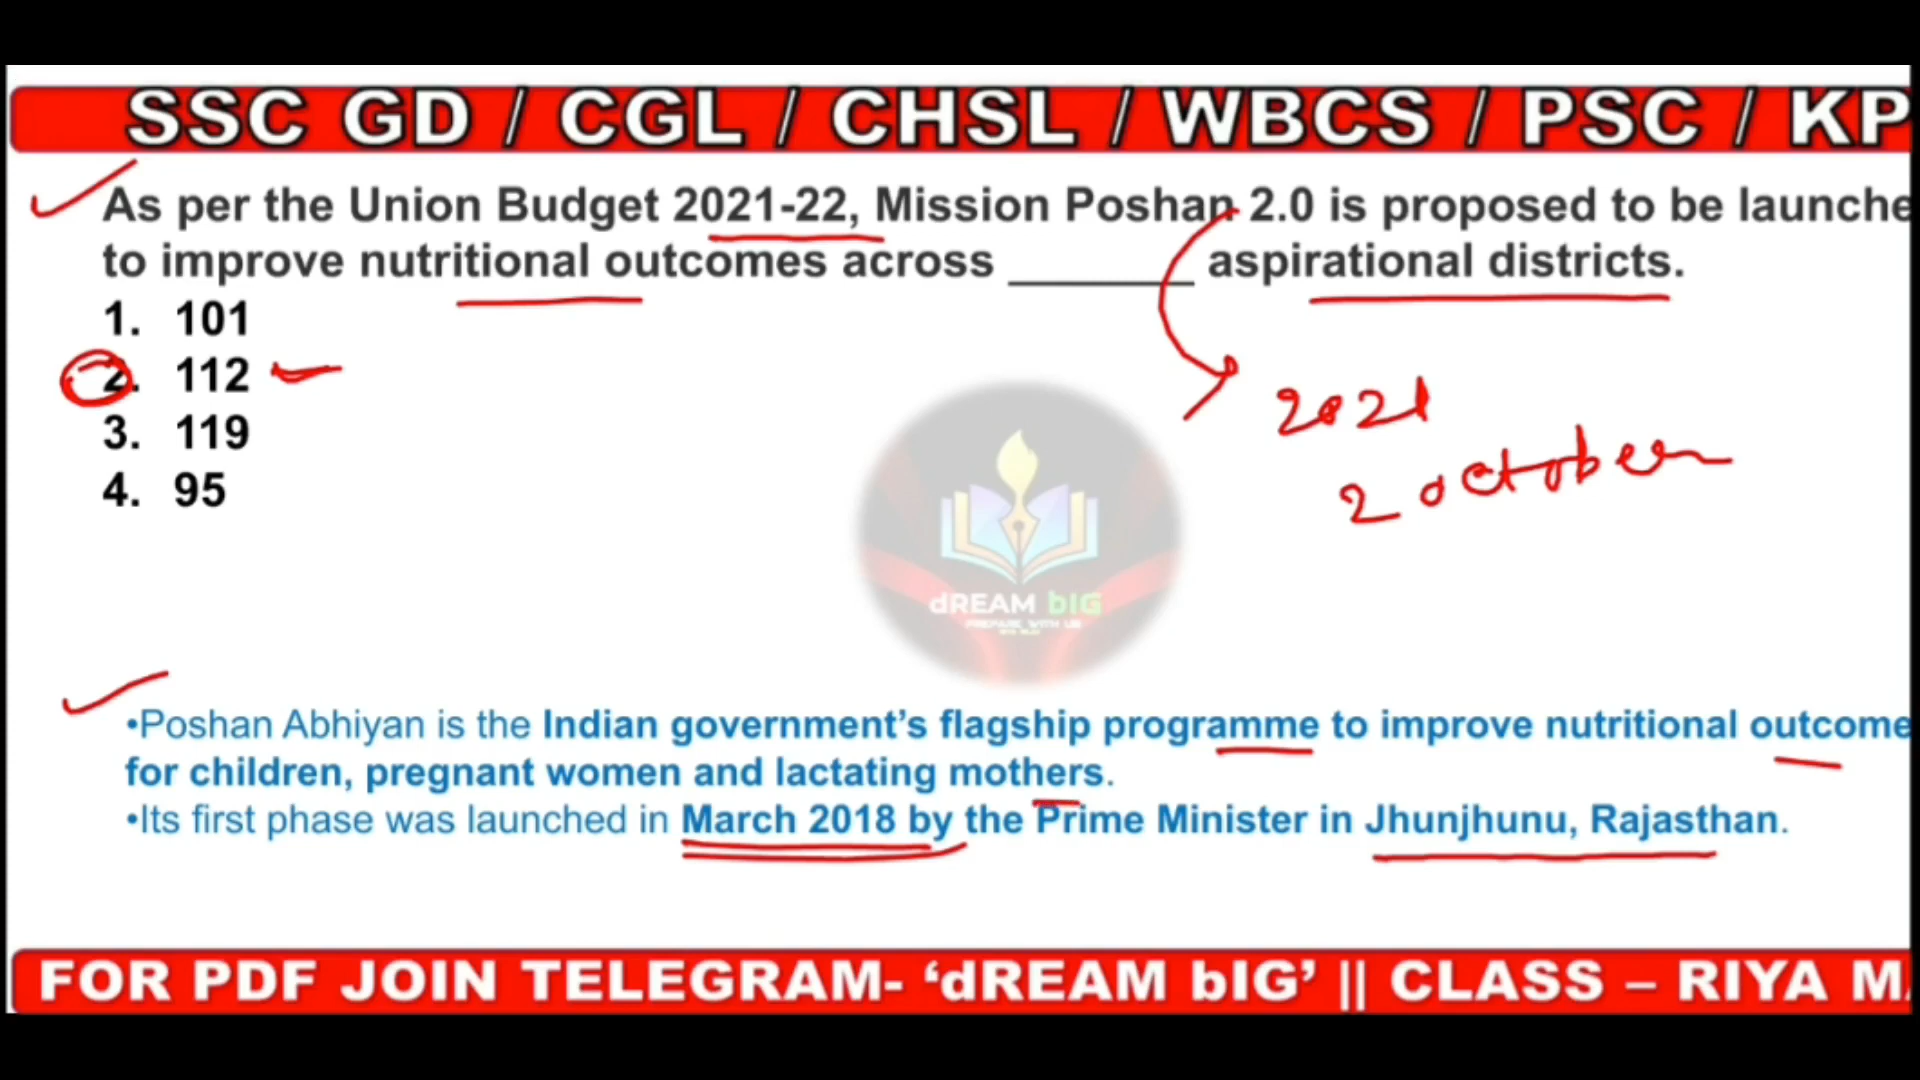 SSC GD / CGL / CHSL / WBCS / PSC / KP
As per the Union Budget 2021-22, Mission Poshan 2.0 is proposed to be launche
to improve nutritional outcomes across ________ aspirational districts.
1. 101
2. 112
3. 119
4. 95
2021
2 october
dREAM bIG
PREPARE WITH US
•Poshan Abhiyan is the Indian government’s flagship programme to improve nutritional outcome
for children, pregnant women and lactating mothers.
•Its first phase was launched in March 2018 by the Prime Minister in Jhunjhunu, Rajasthan.
FOR PDF JOIN TELEGRAM- ‘dREAM bIG’ || CLASS – RIYA MA